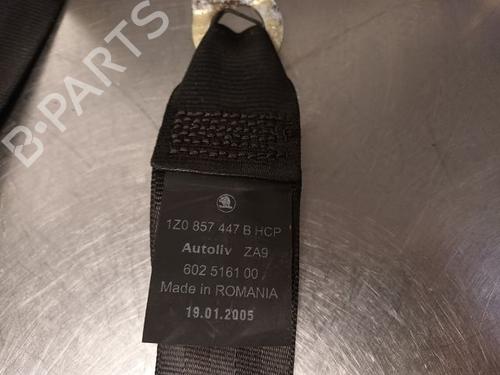 B-PARTS
1Z0 857 447 B HCP
Autoliv ZA9
602 5161 00
Made in ROMANIA
19.01.2005